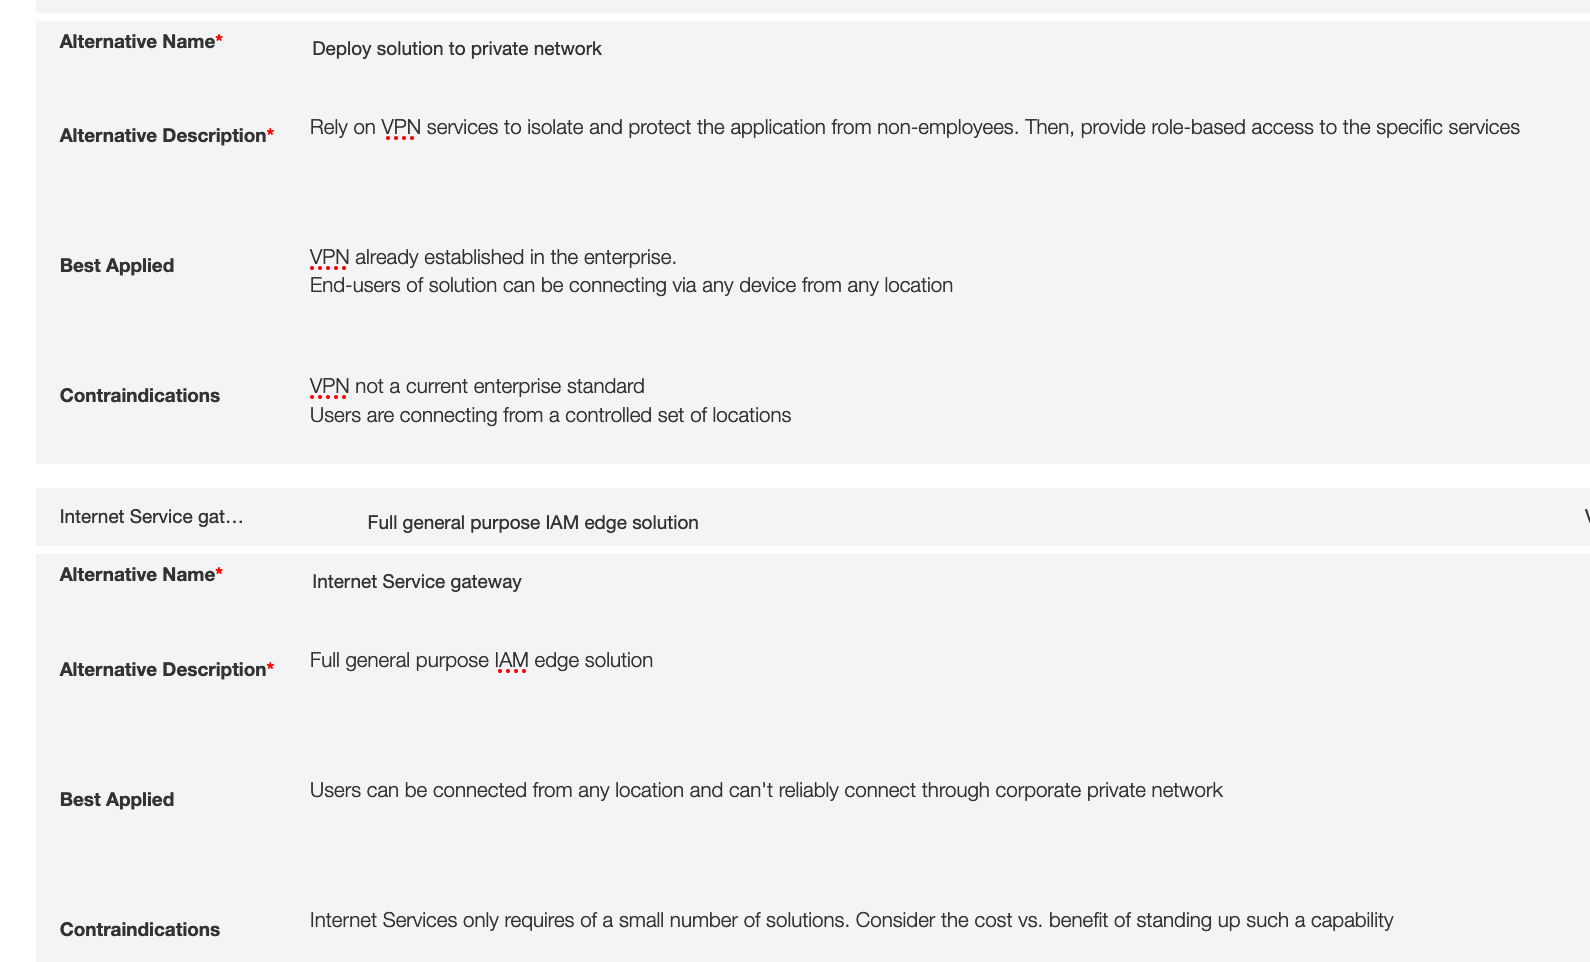 Alternative Name* Deploy solution to private network
Alternative Description* Rely on VPN services to isolate and protect the application from non-employees. Then, provide role-based access to the specific services
Best Applied VPN already established in the enterprise.
End-users of solution can be connecting via any device from any location
Contraindications VPN not a current enterprise standard
Users are connecting from a controlled set of locations
Internet Service gat... Full general purpose IAM edge solution
Alternative Name* Internet Service gateway
Alternative Description* Full general purpose IAM edge solution
Best Applied Users can be connected from any location and can't reliably connect through corporate private network
Contraindications Internet Services only requires of a small number of solutions. Consider the cost vs. benefit of standing up such a capability